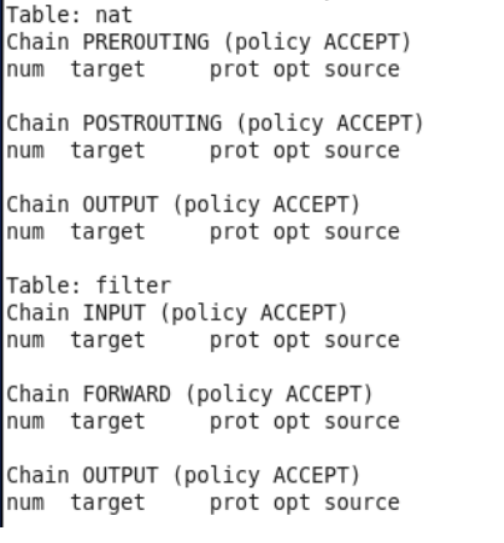 Table: nat
Chain PREROUTING (policy ACCEPT)
num  target     prot opt source
Chain POSTROUTING (policy ACCEPT)
num  target     prot opt source
Chain OUTPUT (policy ACCEPT)
num  target     prot opt source
Table: filter
Chain INPUT (policy ACCEPT)
num  target     prot opt source
Chain FORWARD (policy ACCEPT)
num  target     prot opt source
Chain OUTPUT (policy ACCEPT)
num  target     prot opt source